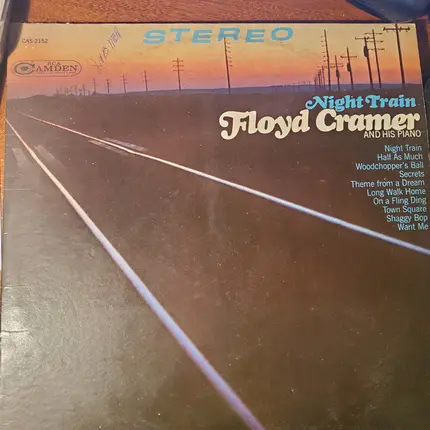 STEREO
CAS 2152
RCA
CAMDEN
Night Train
Floyd Cramer
AND HIS PIANO
Night Train
Half As Much
Woodchopper's Ball
Secrets
Theme from a Dream
Long Walk Home
On a Fling Ding
Town Square
Shaggy Bop
Want Me